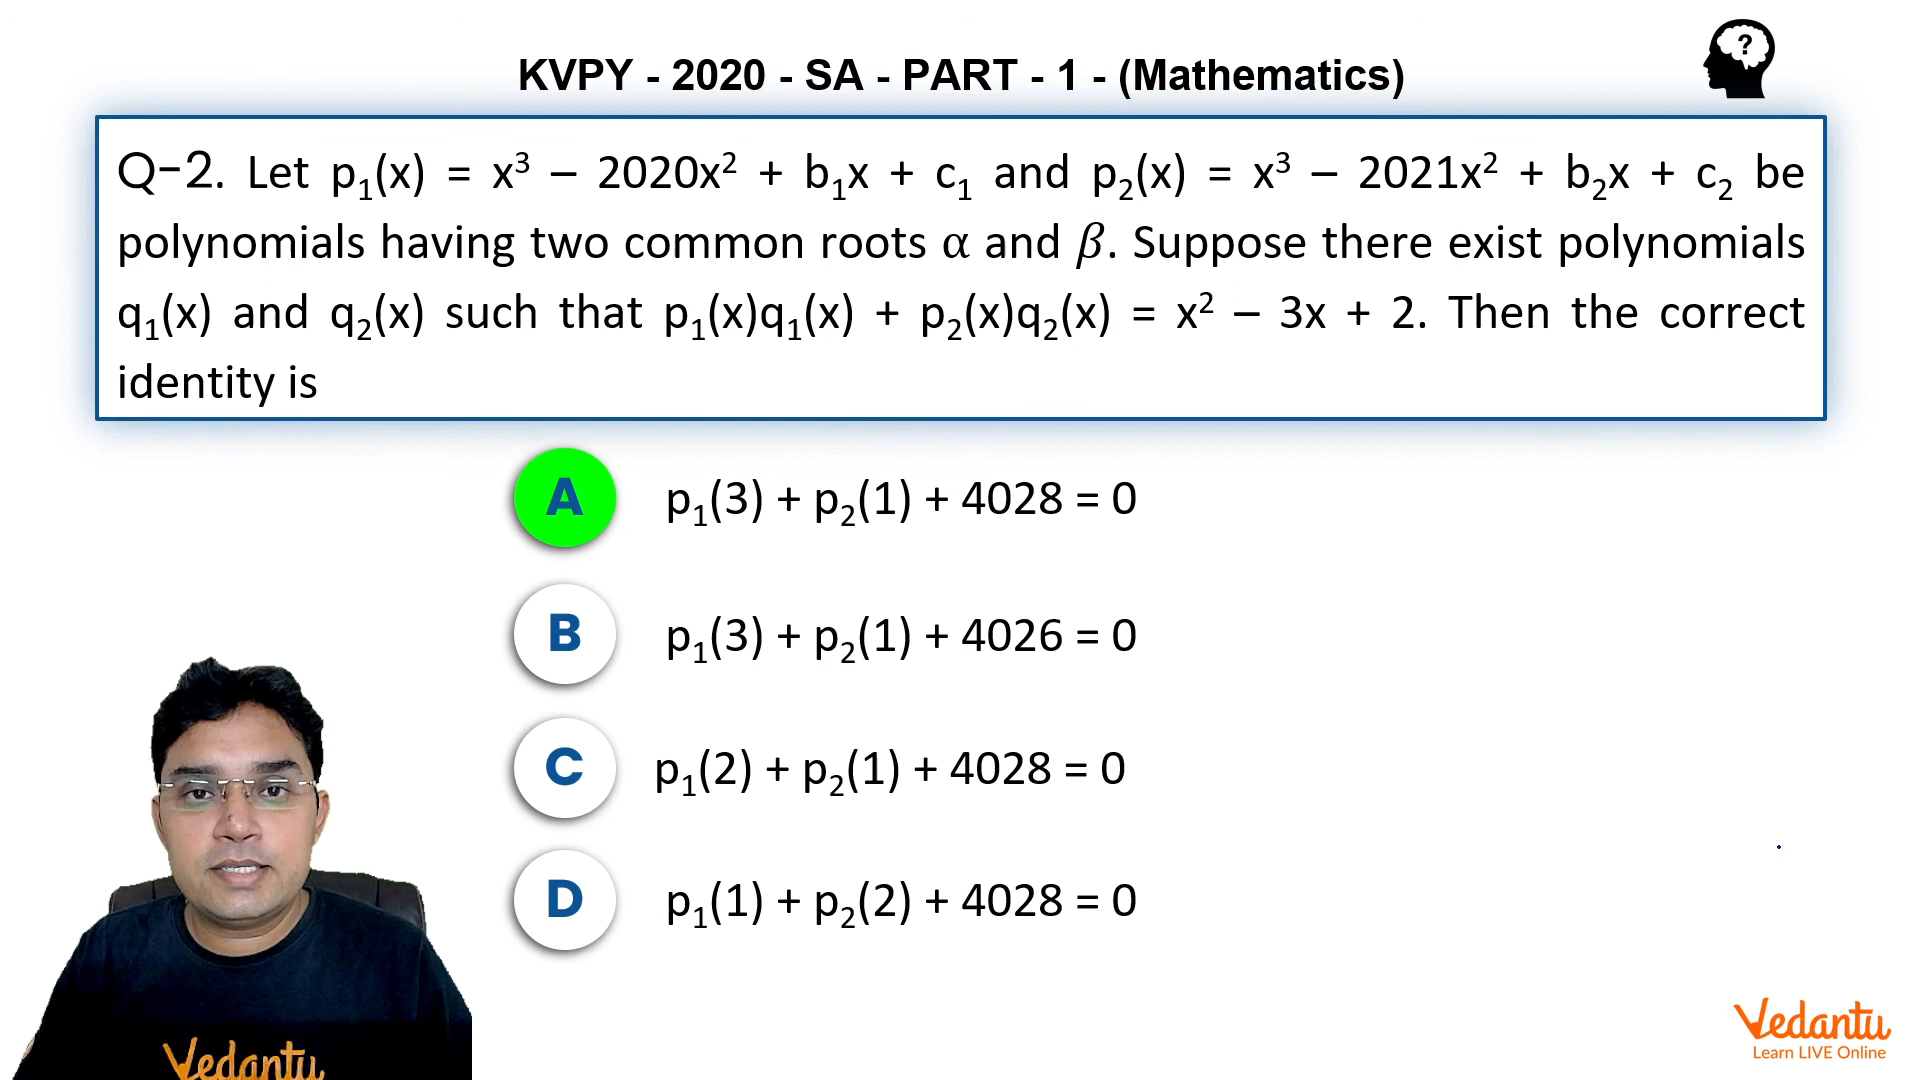 ?
KVPY - 2020 - SA - PART - 1 - (Mathematics)
Q-2. Let p₁(x) = x³ – 2020x² + b₁x + c₁ and p₂(x) = x³ – 2021x² + b₂x + c₂ be
polynomials having two common roots α and β. Suppose there exist polynomials
q₁(x) and q₂(x) such that p₁(x)q₁(x) + p₂(x)q₂(x) = x² – 3x + 2. Then the correct
identity is
A p₁(3) + p₂(1) + 4028 = 0
B p₁(3) + p₂(1) + 4026 = 0
C p₁(2) + p₂(1) + 4028 = 0
D p₁(1) + p₂(2) + 4028 = 0
Vedantu
Learn LIVE Online
Vedantu